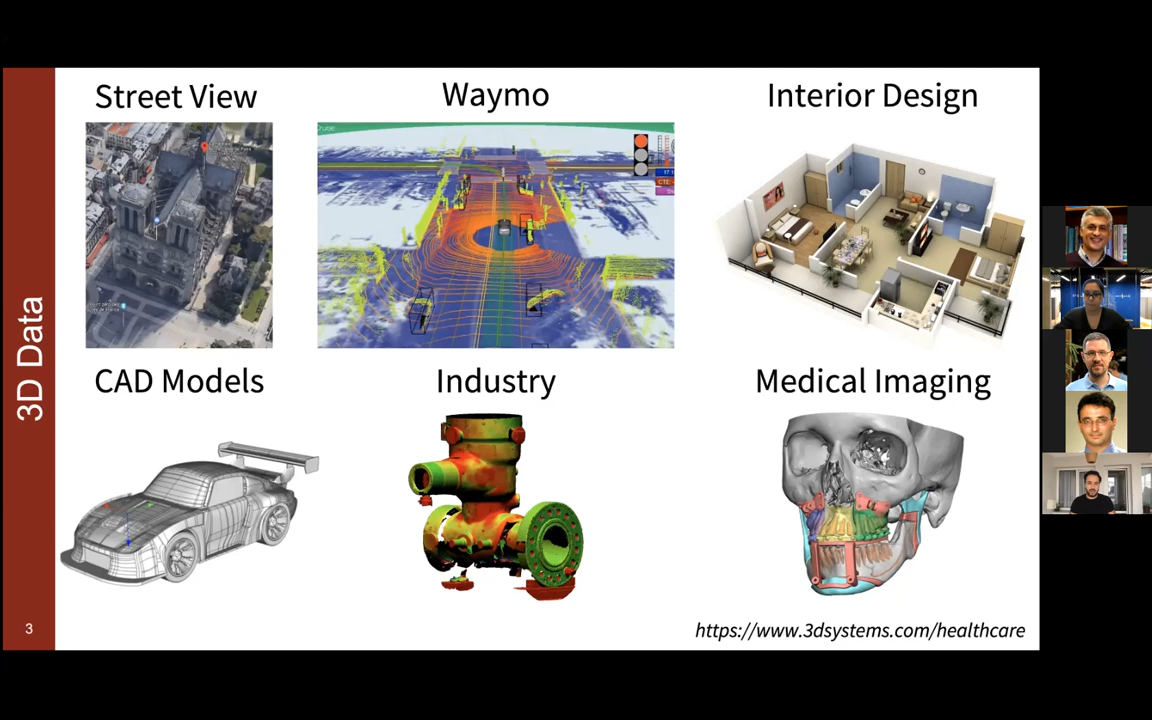 3D Data
3
Street View
Waymo
Interior Design
CAD Models
Industry
Medical Imaging
https://www.3dsystems.com/healthcare